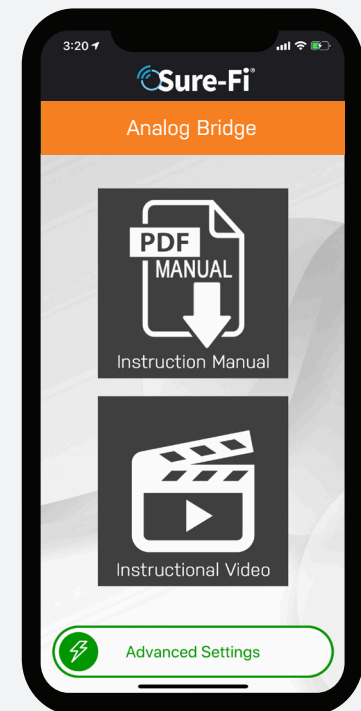 3:20
Sure-Fi®
Analog Bridge
PDF
MANUAL
Instruction Manual
Instructional Video
Advanced Settings